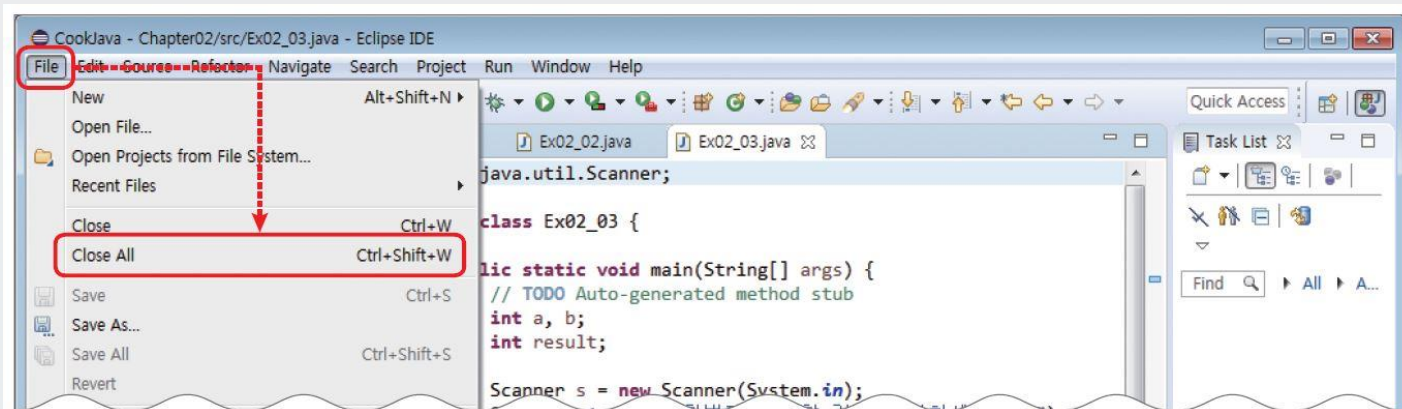 CookJava - Chapter02/src/Ex02_03.java - Eclipse IDE
File Edit Source Refactor Navigate Search Project Run Window Help
New Alt+Shift+N
Open File...
Open Projects from File System...
Recent Files
Close Ctrl+W
Close All Ctrl+Shift+W
Save Ctrl+S
Save As...
Save All Ctrl+Shift+S
Revert
Quick Access
Ex02_02.java Ex02_03.java
java.util.Scanner;
class Ex02_03 {
lic static void main(String[] args) {
// TODO Auto-generated method stub
int a, b;
int result;
Scanner s = new Scanner(System.in);
Task List
Find All A...